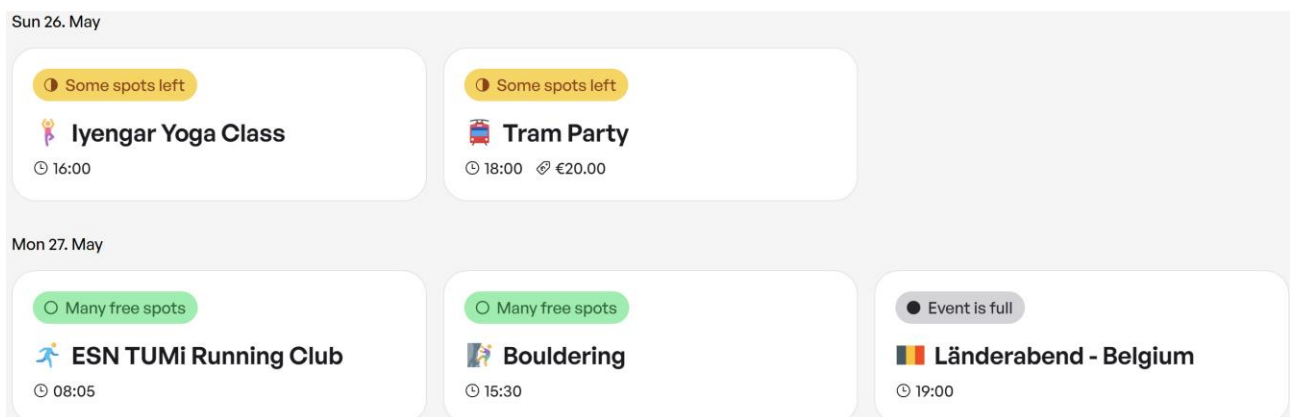 Sun 26. May
Some spots left
Iyengar Yoga Class
16:00
Some spots left
Tram Party
18:00 €20.00
Mon 27. May
Many free spots
ESN TUMi Running Club
08:05
Many free spots
Bouldering
15:30
Event is full
Länderabend - Belgium
19:00